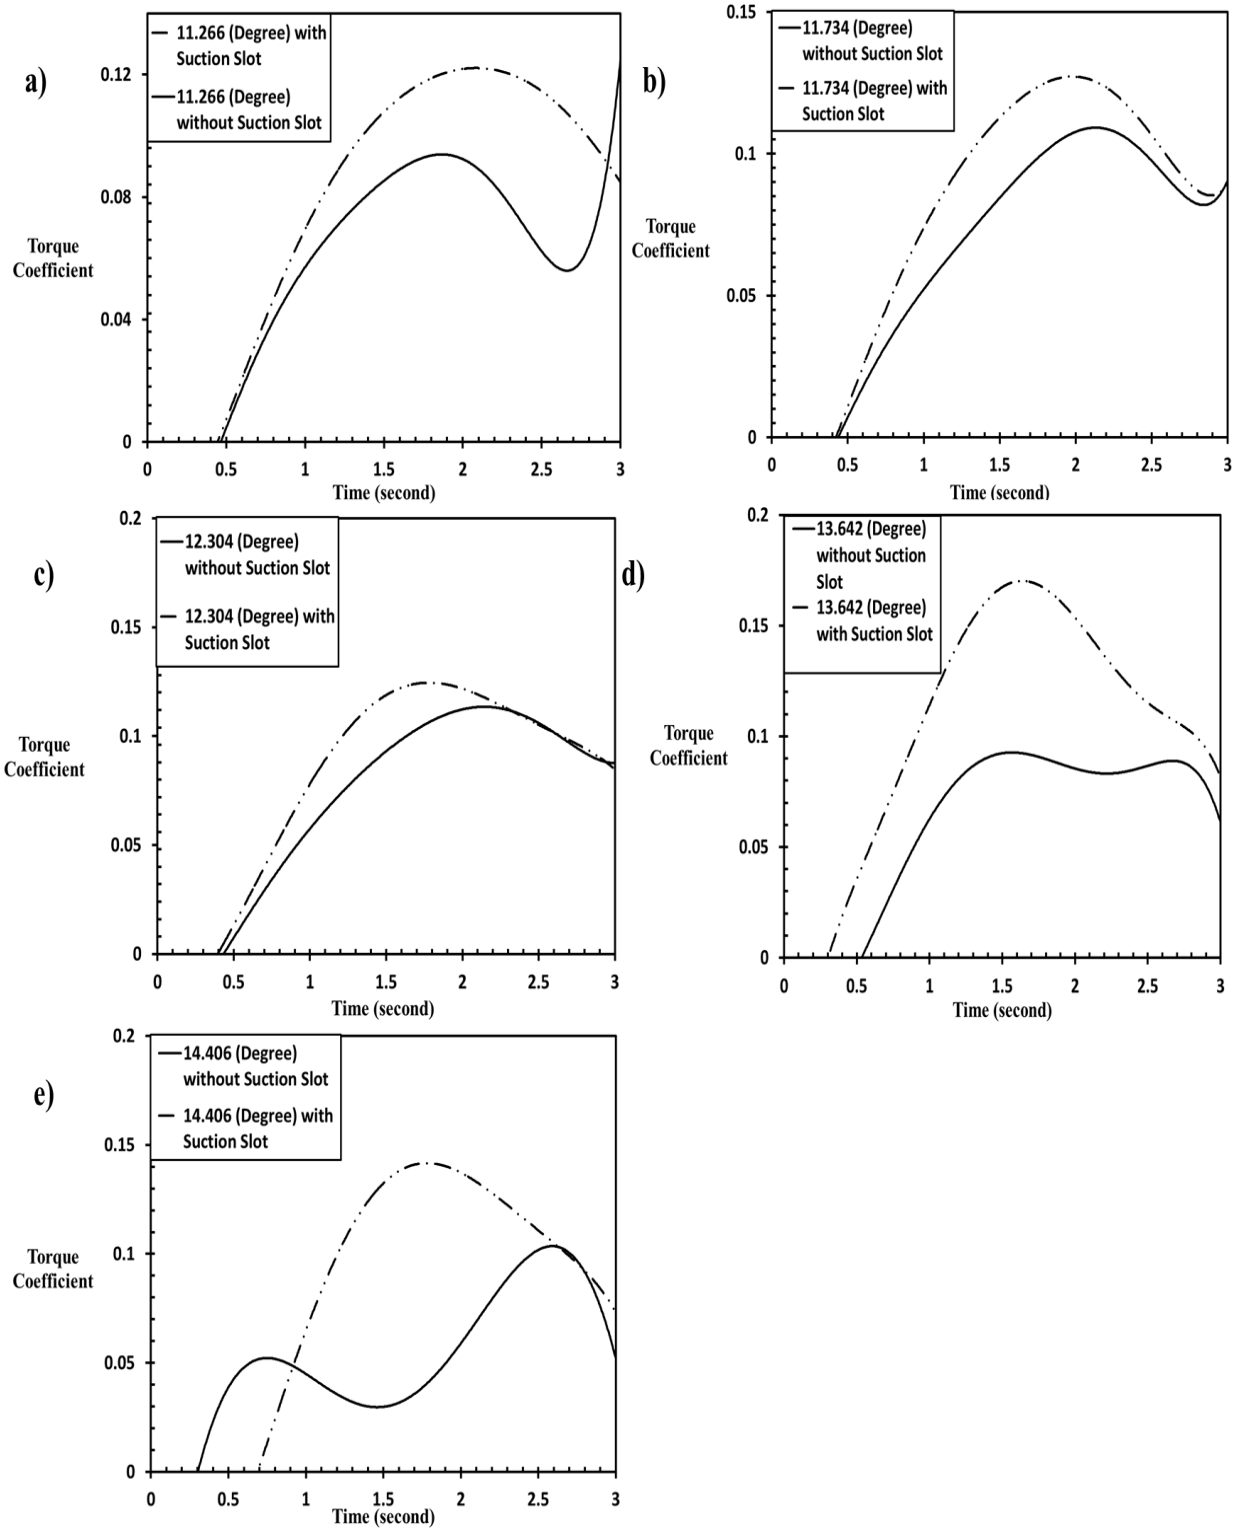 a)
11.266 (Degree) with
Suction Slot
11.266 (Degree)
without Suction Slot
0.12
0.08
0.04
0
Torque
Coefficient
0 0.5 1 1.5 2 2.5 3
Time (second)
b)
11.734 (Degree)
without Suction Slot
11.734 (Degree) with
Suction Slot
0.15
0.1
0.05
0
Torque
Coefficient
0 0.5 1 1.5 2 2.5 3
Time (second)
c)
12.304 (Degree)
without Suction Slot
12.304 (Degree) with
Suction Slot
0.2
0.15
0.1
0.05
0
Torque
Coefficient
0 0.5 1 1.5 2 2.5 3
Time (second)
d)
13.642 (Degree)
without Suction
Slot
13.642 (Degree)
with Suction Slot
0.2
0.15
0.1
0.05
0
Torque
Coefficient
0 0.5 1 1.5 2 2.5 3
Time (second)
e)
14.406 (Degree)
without Suction Slot
14.406 (Degree) with
Suction Slot
0.2
0.15
0.1
0.05
0
Torque
Coefficient
0 0.5 1 1.5 2 2.5 3
Time (second)